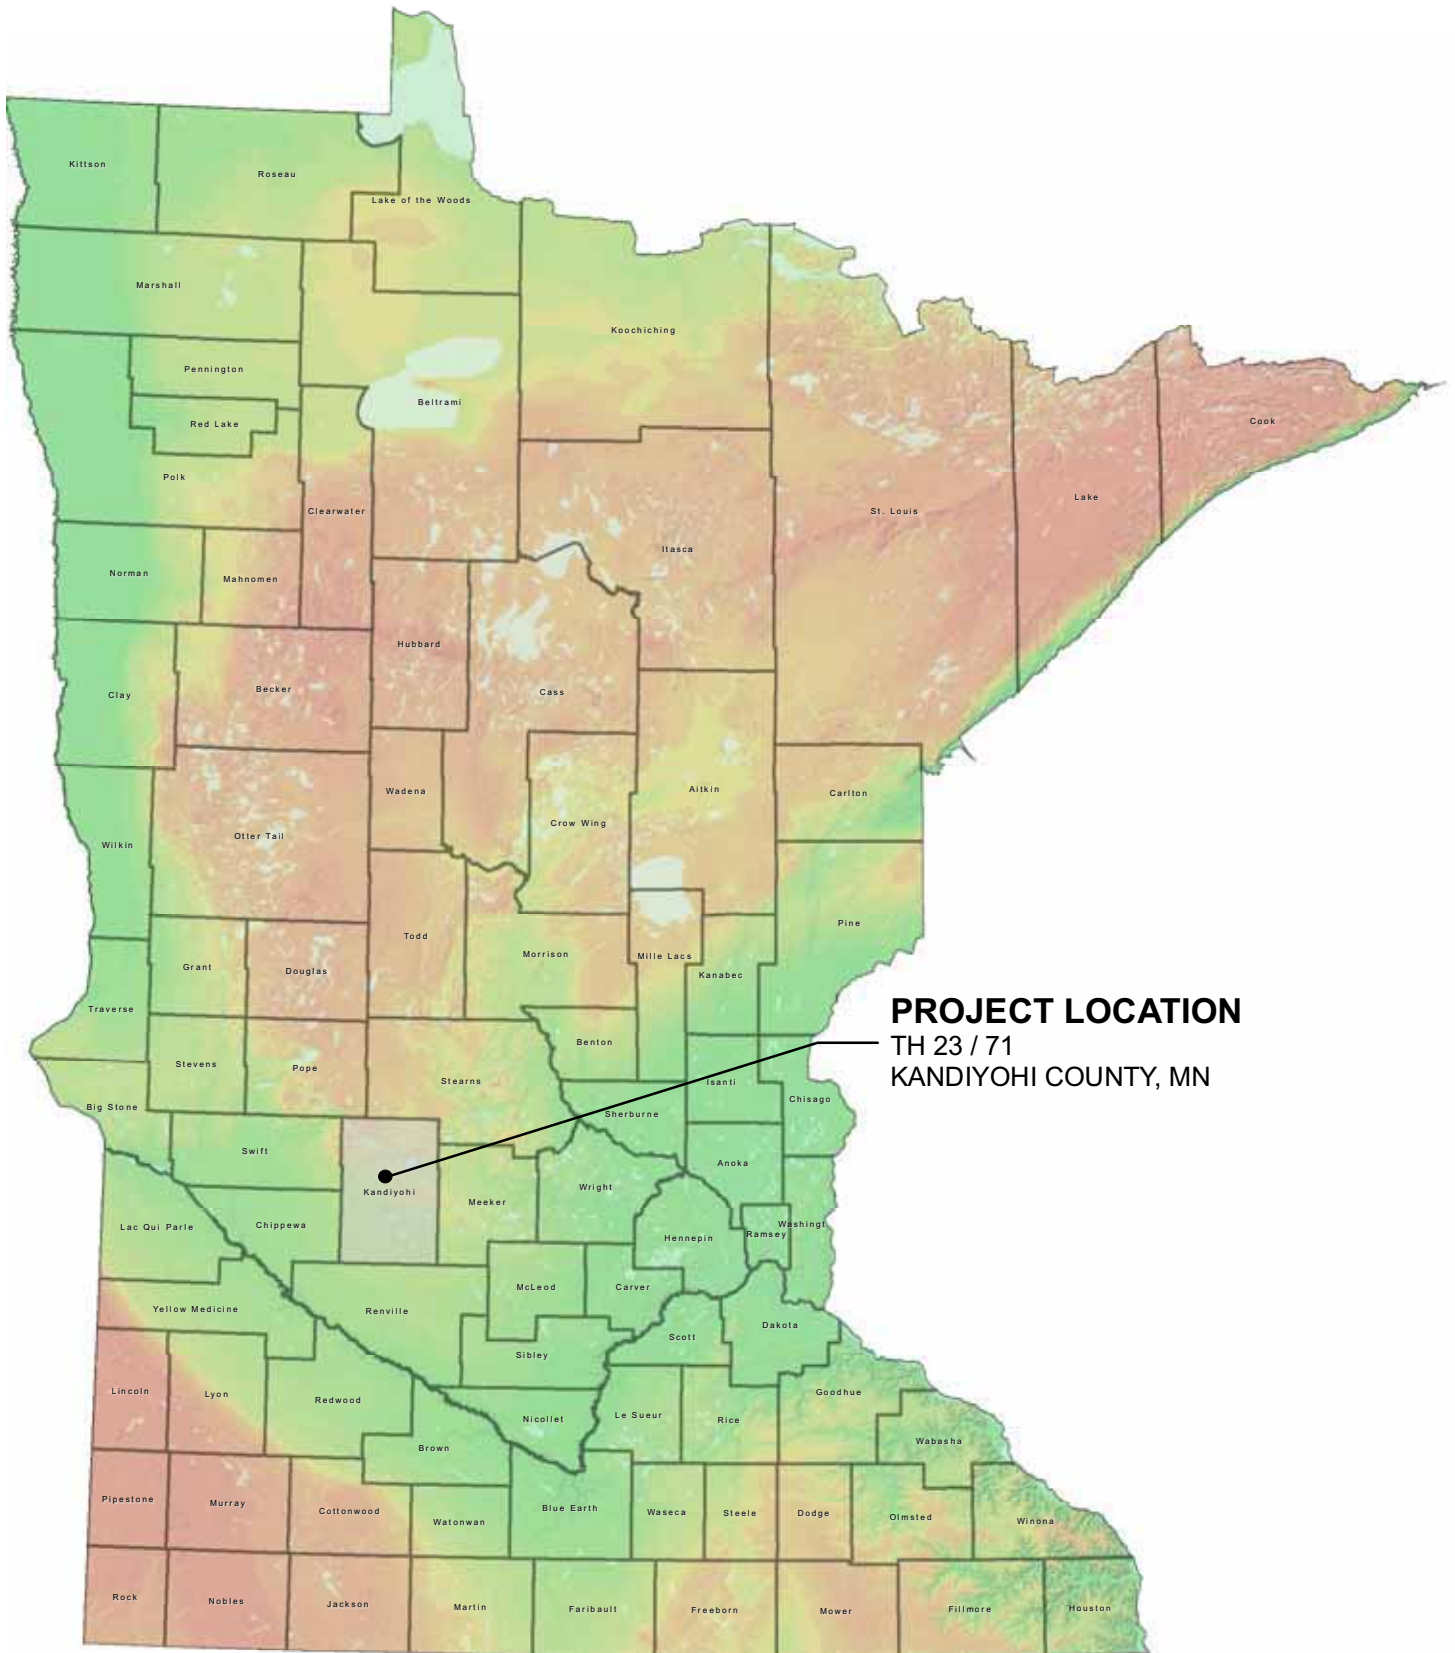 Kittson
Roseau
Lake of the Woods
Marshall
Koochiching
Pennington
Beltrami
Red Lake
Cook
Polk
Lake
Clearwater
St. Louis
Itasca
Norman
Mahnomen
Hubbard
Becker
Cass
Clay
Wadena
Aitkin
Carlton
Crow Wing
Otter Tail
Wilkin
Pine
Todd
Morrison
Mille Lacs
Grant
Douglas
Kanabec
Traverse
PROJECT LOCATION
TH 23 / 71
KANDIYOHI COUNTY, MN
Benton
Stevens
Pope
Stearns
Isanti
Chisago
Big Stone
Sherburne
Swift
Anoka
Wright
Kandiyohi
Meeker
Lac Qui Parle
Chippewa
Washingt
Ramsey
Hennepin
McLeod
Carver
Yellow Medicine
Renville
Dakota
Scott
Sibley
Lincoln
Lyon
Redwood
Goodhue
Nicollet
Le Sueur
Rice
Wabasha
Brown
Pipestone
Murray
Cottonwood
Blue Earth
Waseca
Steele
Dodge
Olmsted
Winona
Watonwan
Rock
Nobles
Jackson
Martin
Faribault
Freeborn
Mower
Fillmore
Houston